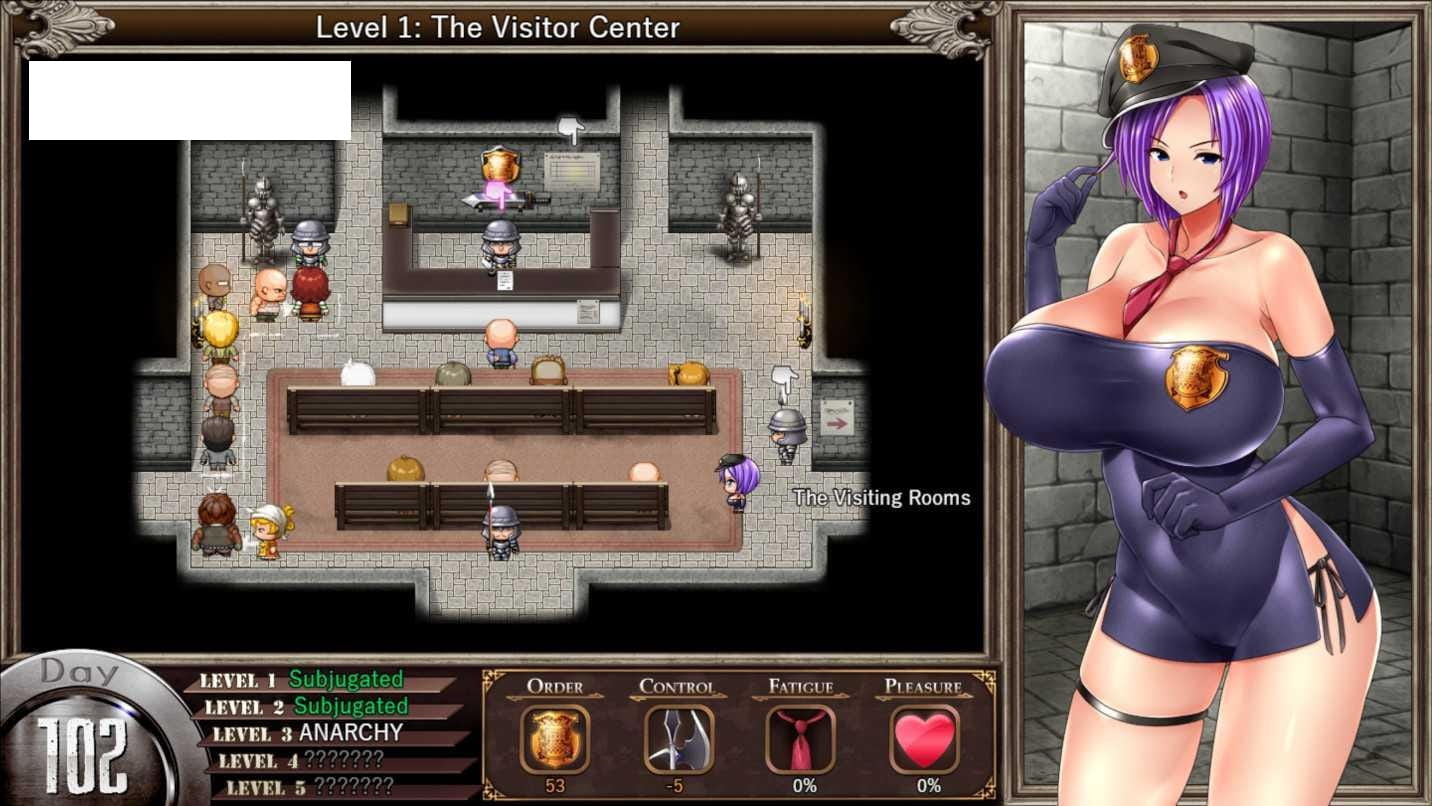 Level 1: The Visitor Center
The Visiting Rooms
Day
102
LEVEL 1 Subjugated
LEVEL 2 Subjugated
LEVEL 3 ANARCHY
LEVEL 4 ???????
LEVEL 5 ???????
ORDER CONTROL FATIGUE PLEASURE
53 -5 0% 0%